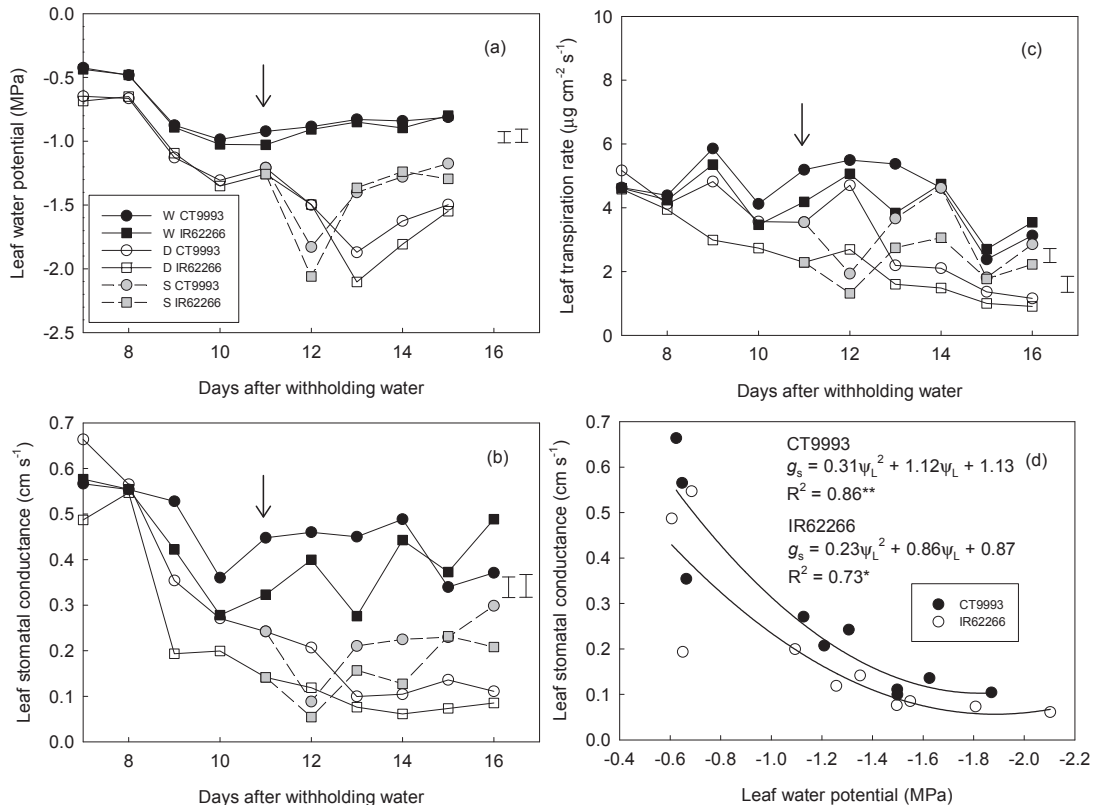 (a)
Leaf water potential (MPa)
0.0
-0.5
-1.0
-1.5
-2.0
-2.5
W CT9993
W IR62266
D CT9993
D IR62266
S CT9993
S IR62266
8 10 12 14 16
Days after withholding water
(c)
Leaf transpiration rate (µg cm⁻² s⁻¹)
10
8
6
4
2
0
8 10 12 14 16
Days after withholding water
(b)
Leaf stomatal conductance (cm s⁻¹)
0.7
0.6
0.5
0.4
0.3
0.2
0.1
0.0
8 10 12 14 16
Days after withholding water
(d)
Leaf stomatal conductance (cm s⁻¹)
0.7
0.6
0.5
0.4
0.3
0.2
0.1
0.0
CT9993
gₛ = 0.31ψ_L² + 1.12ψ_L + 1.13
R² = 0.86**
IR62266
gₛ = 0.23ψ_L² + 0.86ψ_L + 0.87
R² = 0.73*
CT9993
IR62266
-0.4 -0.6 -0.8 -1.0 -1.2 -1.4 -1.6 -1.8 -2.0 -2.2
Leaf water potential (MPa)